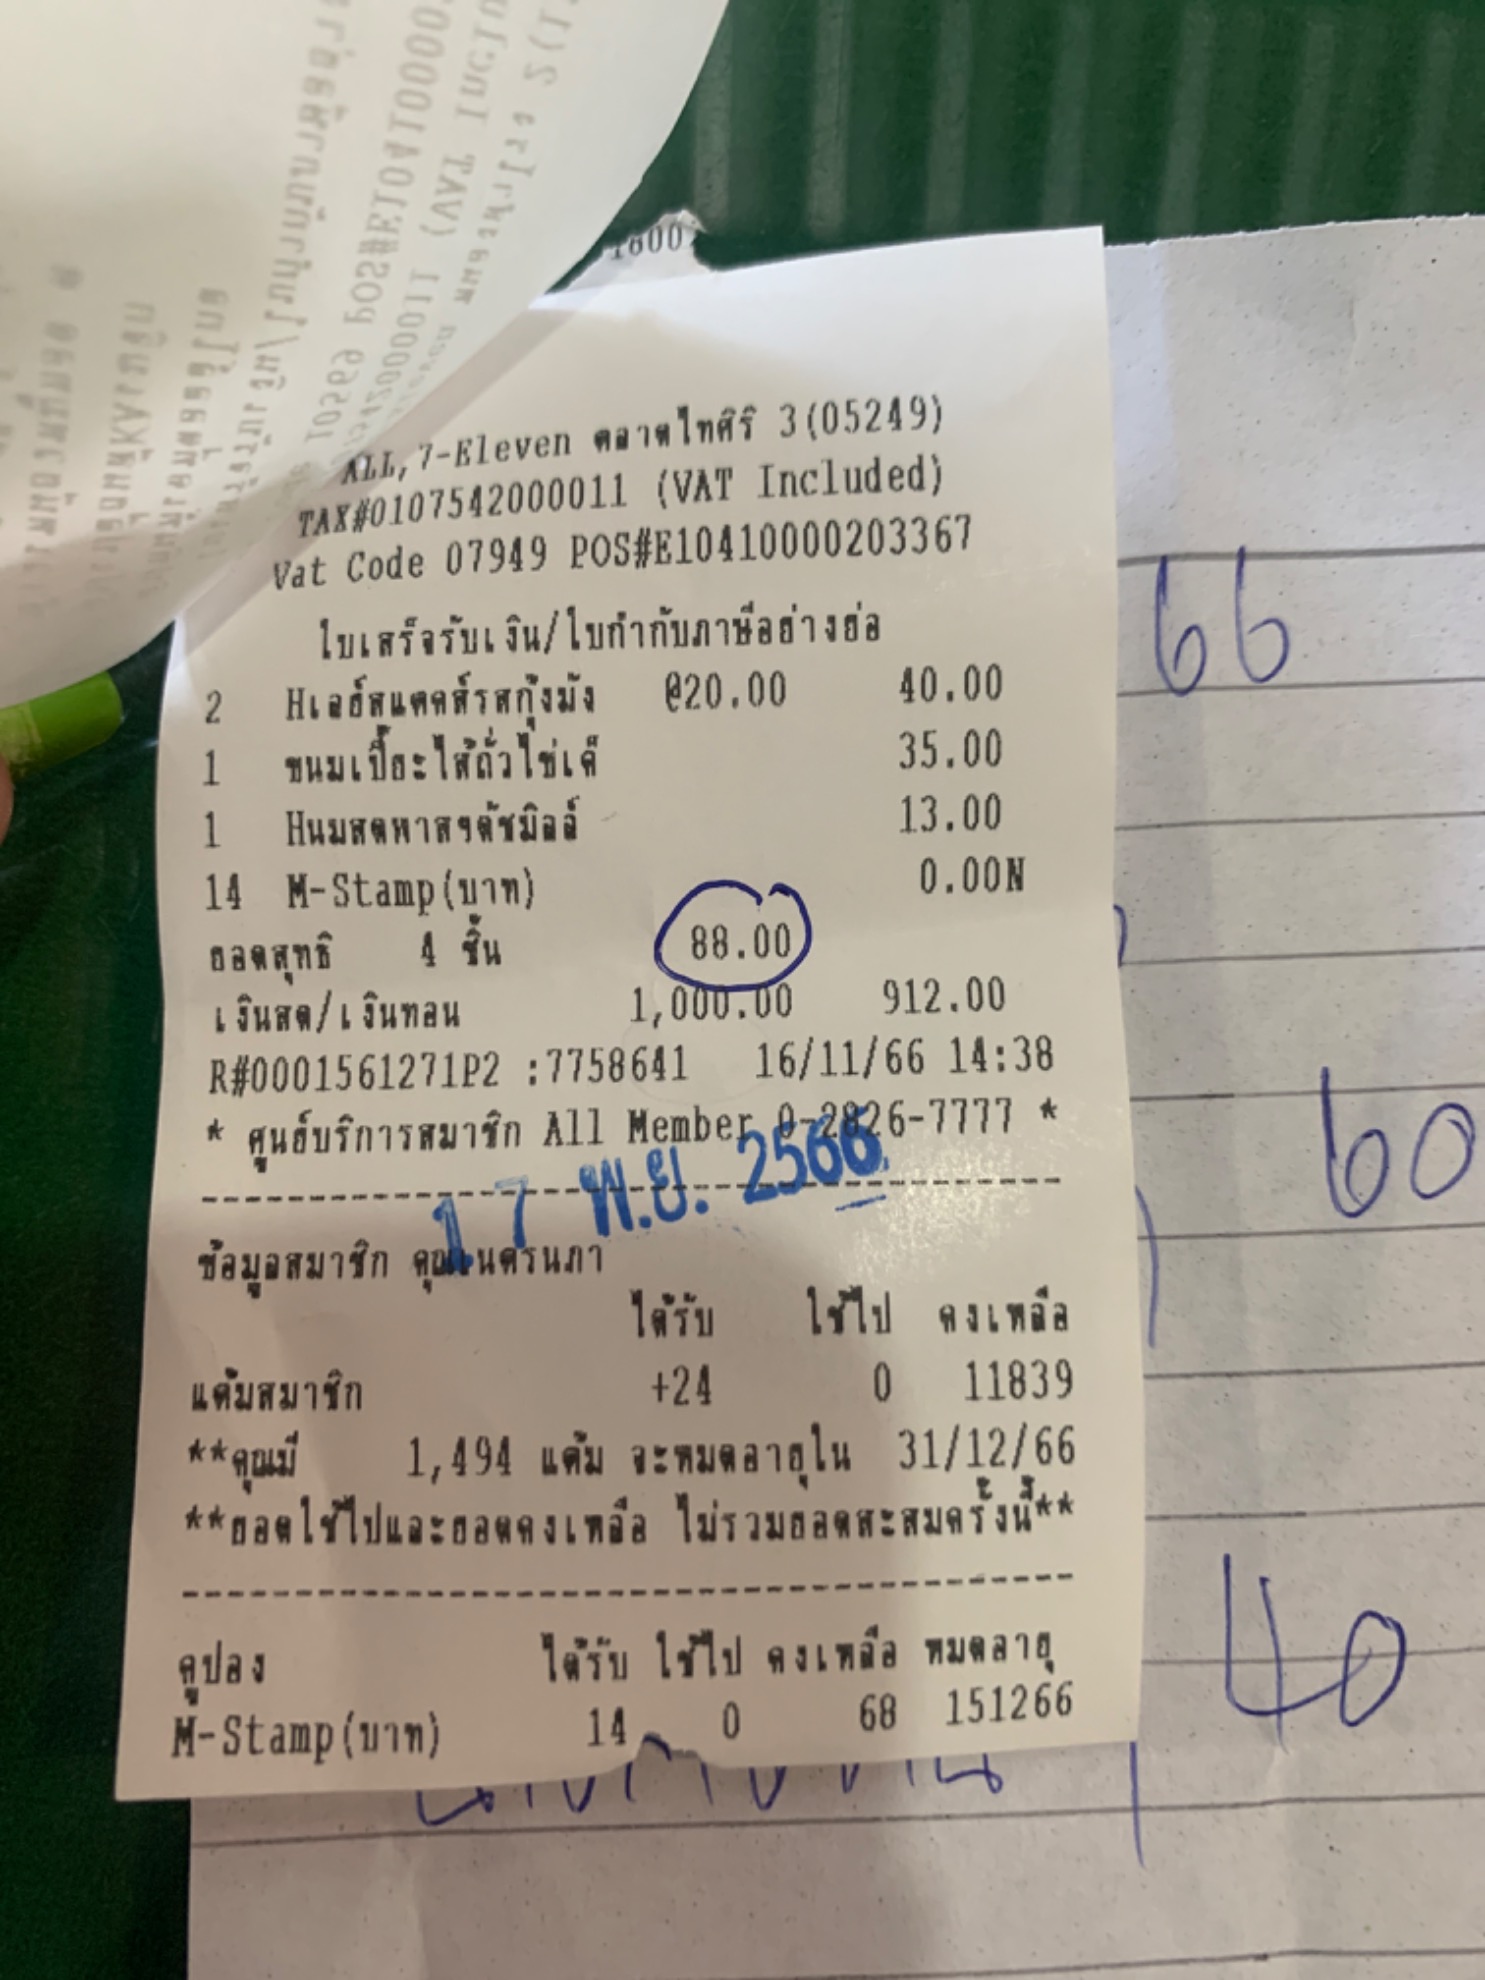 1600
ALL,7-Eleven ตลาดไทศิริ 3(05249)
TAX#0107542000011 (VAT Included)
Vat Code 07949 POS#E10410000203367
ใบเสร็จรับเงิน/ใบกำกับภาษีอย่างย่อ
2 Hเลย์สแตคส์รสกุ้งมัง @20.00 40.00
1 ขนมเปี๊ยะไส้ถั่วไข่เค็ 35.00
1 Hนมสดพาสฯดัชมิลล์ 13.00
14 M-Stamp(บาท) 0.00N
ยอดสุทธิ 4 ชิ้น 88.00
เงินสด/เงินทอน 1,000.00 912.00
R#0001561271P2 :7758641 16/11/66 14:38
* ศูนย์บริการสมาชิก All Member 0-2826-7777 *
17 พ.ย. 2566
ข้อมูลสมาชิก คุณเนตรนภา
ได้รับ ใช้ไป คงเหลือ
แต้มสมาชิก +24 0 11839
**คุณมี 1,494 แต้ม จะหมดอายุใน 31/12/66
**ยอดใช้ไปและยอดคงเหลือ ไม่รวมยอดสะสมครั้งนี้**
คูปอง ได้รับ ใช้ไป คงเหลือ หมดอายุ
M-Stamp(บาท) 14 0 68 151266
66
60
40